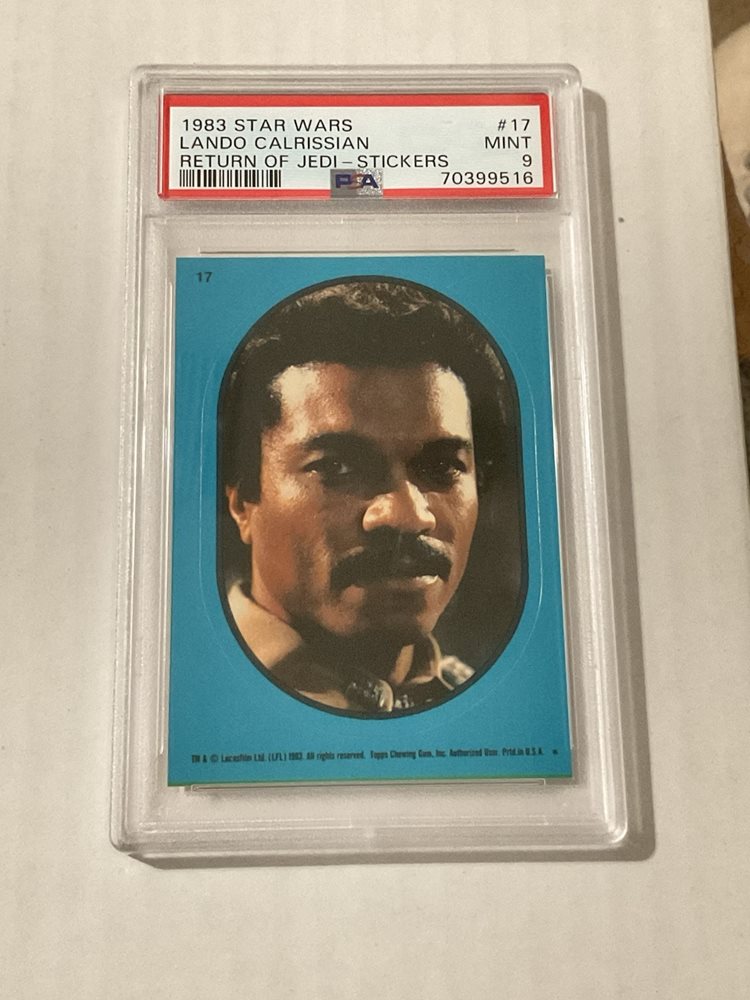 1983 STAR WARS #17
LANDO CALRISSIAN MINT
RETURN OF JEDI-STICKERS 9
PSA 70399516
17
TM & © Lucasfilm Ltd. (LFL) 1983. All rights reserved. Topps Chewing Gum, Inc. Authorized User. Prtd. in U.S.A.